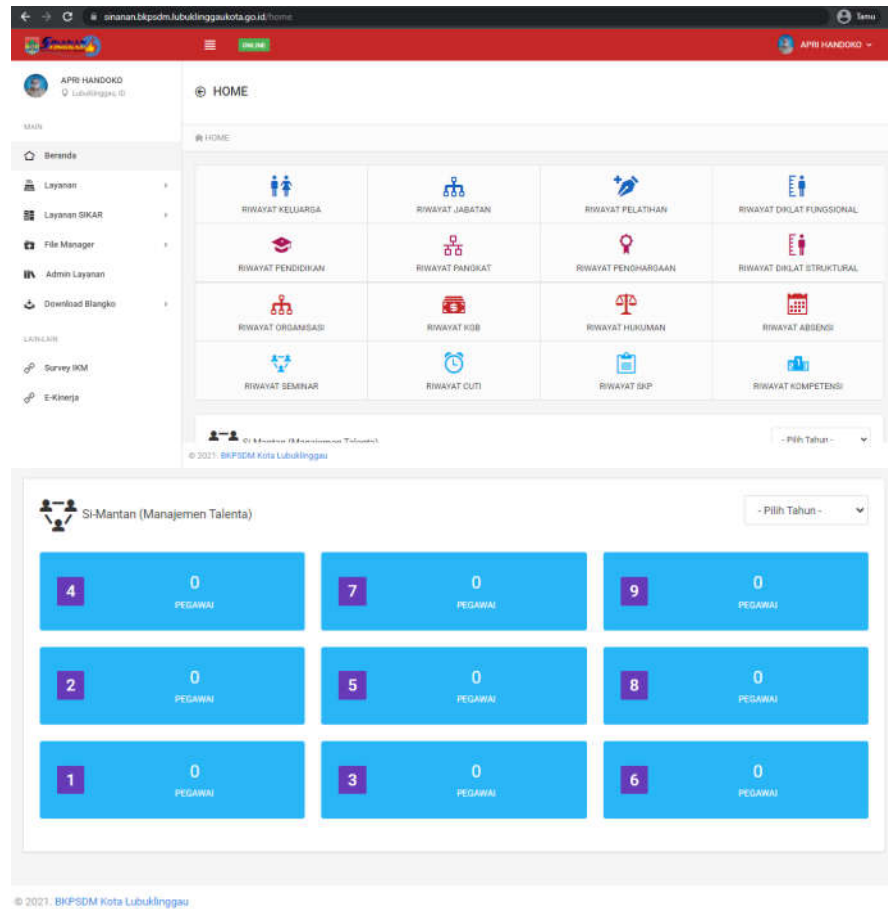 sinanan.bkpsdm.lubuklinggaukota.go.id/home
Tamu
SINANAN
ONLINE
APRI HANDOKO
APRI HANDOKO
Lubuklinggau, ID
HOME
MAIN
HOME
Beranda
Layanan
Layanan SIKAR
File Manager
Admin Layanan
Download Blangko
LAIN-LAIN
Survey IKM
E-Kinerja
RIWAYAT KELUARGA
RIWAYAT JABATAN
RIWAYAT PELATIHAN
RIWAYAT DIKLAT FUNGSIONAL
RIWAYAT PENDIDIKAN
RIWAYAT PANGKAT
RIWAYAT PENGHARGAAN
RIWAYAT DIKLAT STRUKTURAL
RIWAYAT ORGANISASI
RIWAYAT KGB
RIWAYAT HUKUMAN
RIWAYAT ABSENSI
RIWAYAT SEMINAR
RIWAYAT CUTI
RIWAYAT SKP
RIWAYAT KOMPETENSI
Si-Mantan (Manajemen Talenta)
- Pilih Tahun -
© 2021. BKPSDM Kota Lubuklinggau
Si-Mantan (Manajemen Talenta)
- Pilih Tahun -
4
0
PEGAWAI
7
0
PEGAWAI
9
0
PEGAWAI
2
0
PEGAWAI
5
0
PEGAWAI
8
0
PEGAWAI
1
0
PEGAWAI
3
0
PEGAWAI
6
0
PEGAWAI
© 2021. BKPSDM Kota Lubuklinggau